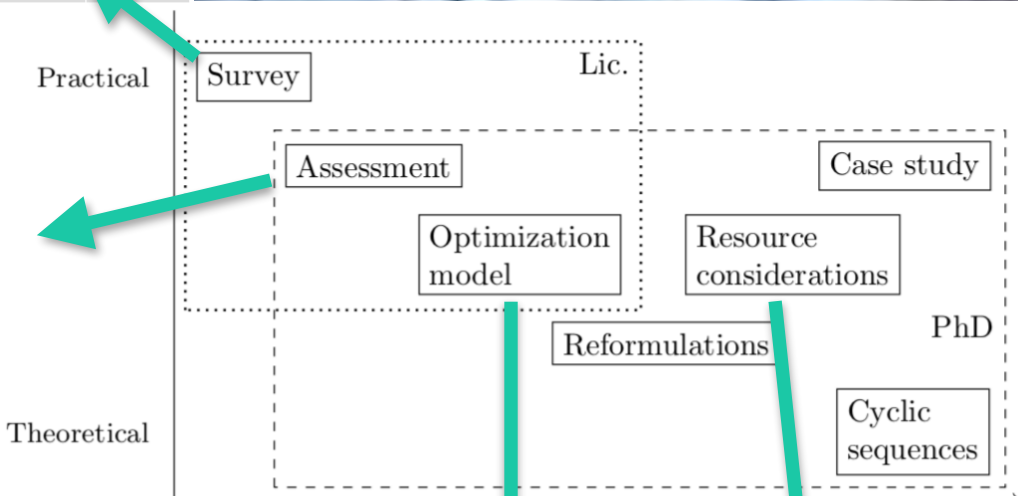 Practical
Survey
Lic.
Assessment
Case study
Optimization
model
Resource
considerations
Reformulations
PhD
Cyclic
sequences
Theoretical